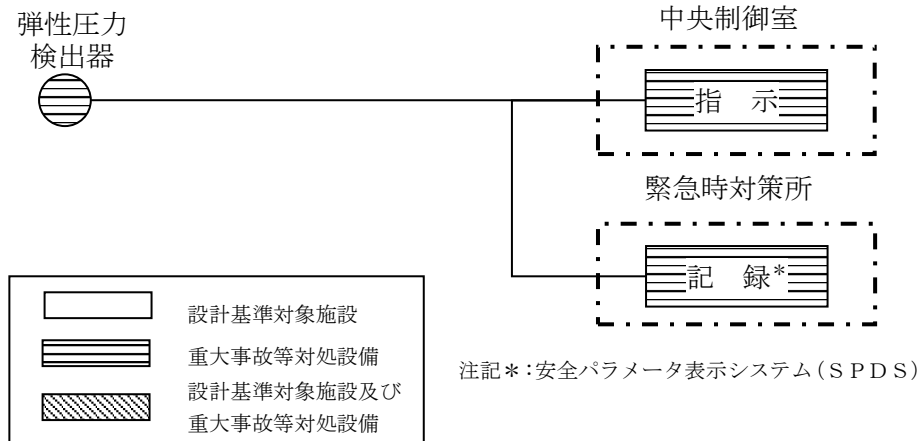 弾性圧力
検出器
中央制御室
指　示
緊急時対策所
記　録*
設計基準対象施設
重大事故等対処設備
設計基準対象施設及び
重大事故等対処設備
注記＊：安全パラメータ表示システム（ＳＰＤＳ）